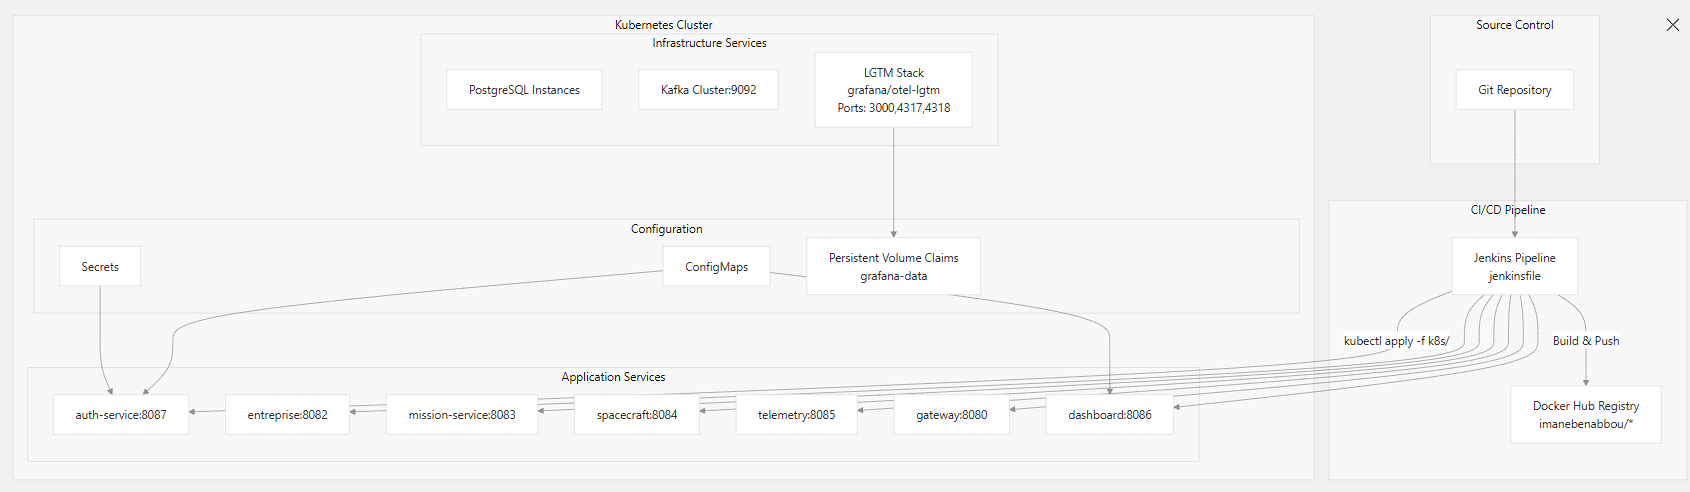 Kubernetes Cluster
Infrastructure Services
PostgreSQL Instances
Kafka Cluster:9092
LGTM Stack
grafana/otel-lgtm
Ports: 3000,4317,4318
Source Control
Git Repository
Configuration
Secrets
ConfigMaps
Persistent Volume Claims
grafana-data
CI/CD Pipeline
Jenkins Pipeline
jenkinsfile
kubectl apply -f k8s/
Build & Push
Application Services
auth-service:8087
entreprise:8082
mission-service:8083
spacecraft:8084
telemetry:8085
gateway:8080
dashboard:8086
Docker Hub Registry
imanebenabbou/*